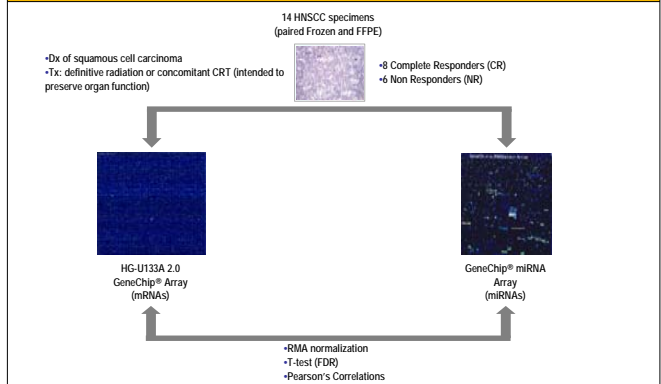 14 HNSCC specimens
(paired Frozen and FFPE)
•Dx of squamous cell carcinoma
•Tx: definitive radiation or concomitant CRT (intended to
preserve organ function)
•8 Complete Responders (CR)
•6 Non Responders (NR)
HG-U133A 2.0
GeneChip® Array
(mRNAs)
GeneChip® miRNA
Array
(miRNAs)
•RMA normalization
•T-test (FDR)
•Pearson's Correlations